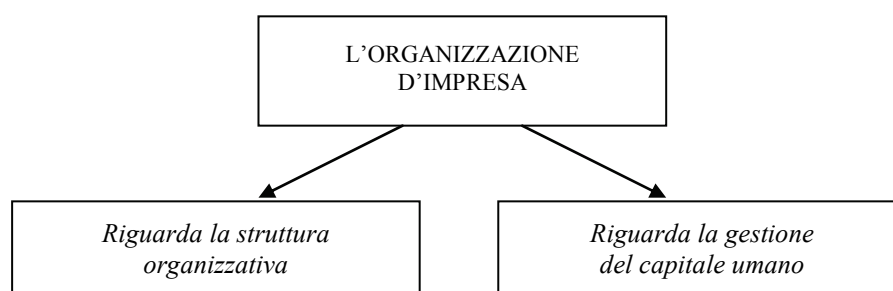 L’ORGANIZZAZIONE
D’IMPRESA
Riguarda la struttura
organizzativa
Riguarda la gestione
del capitale umano